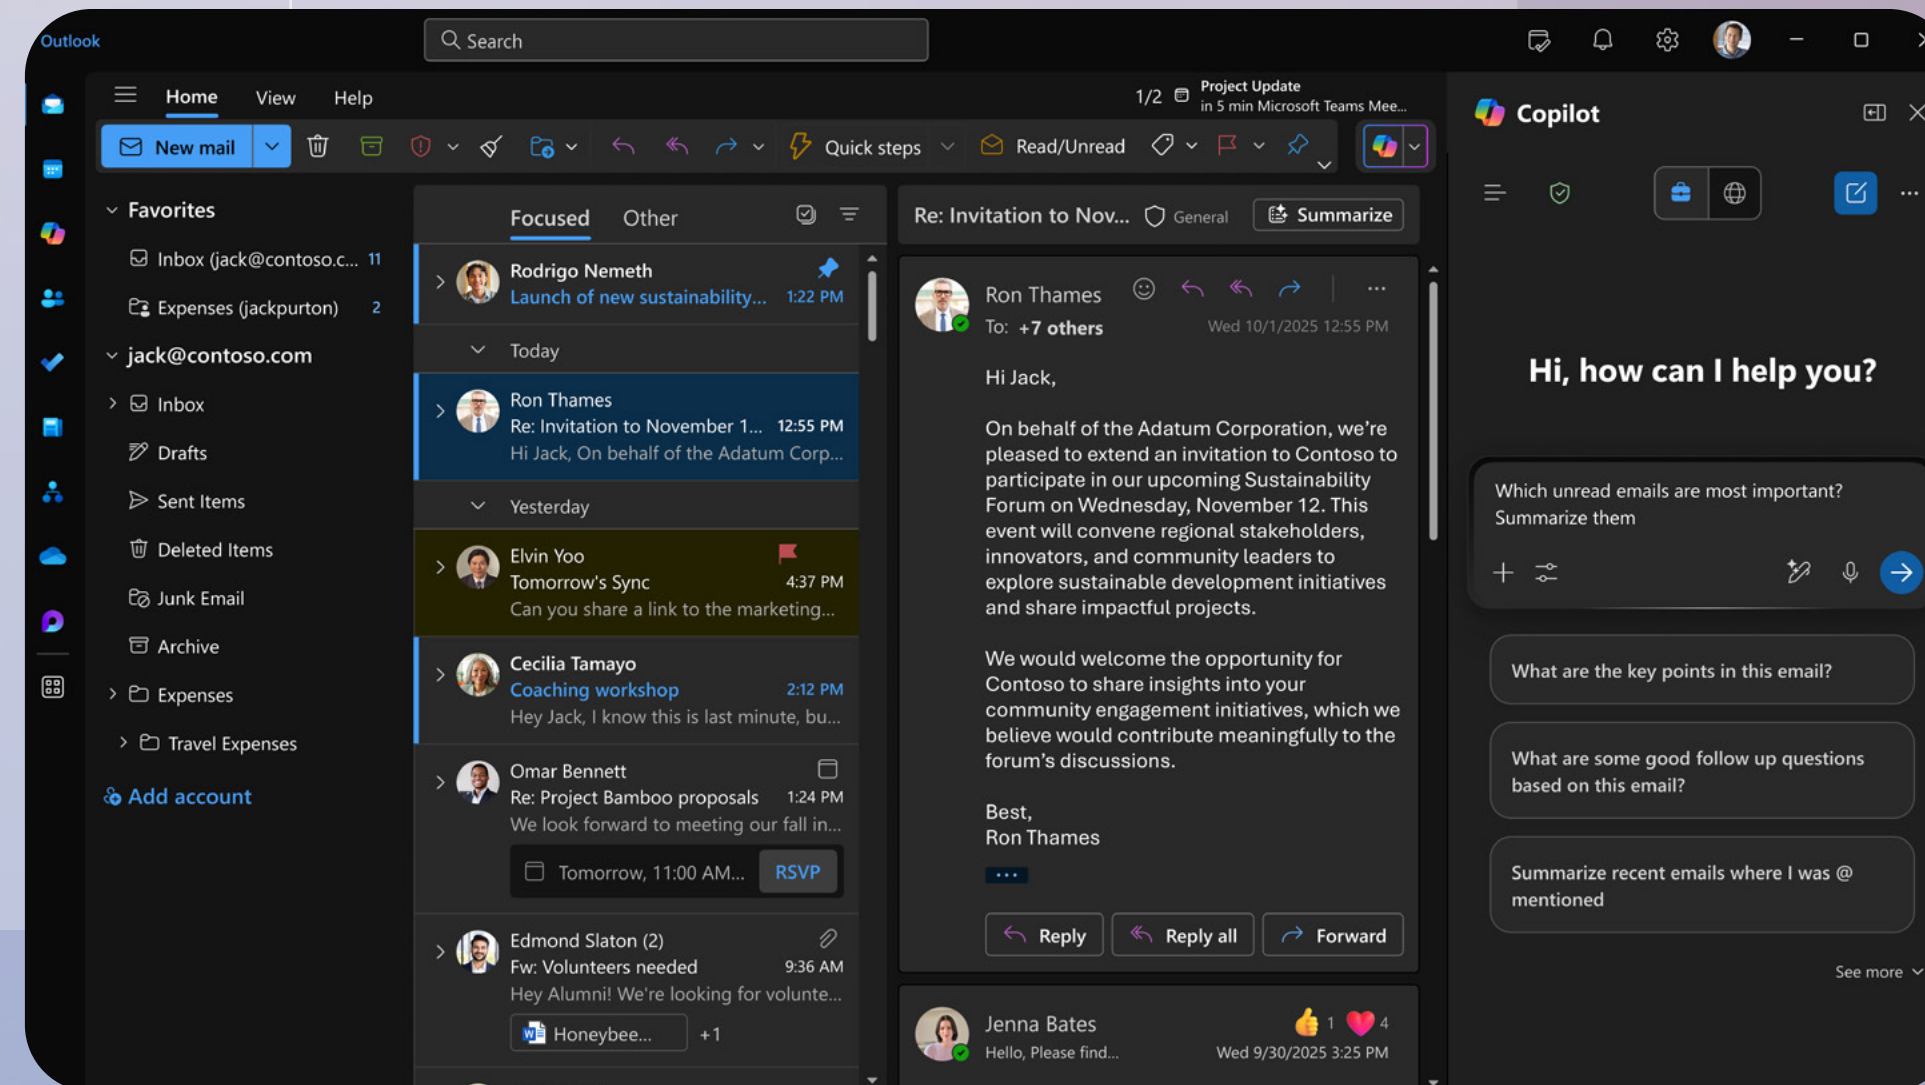 Outlook
Search
Home View Help
1/2 Project Update
in 5 min Microsoft Teams Mee...
New mail
Quick steps
Read/Unread
Favorites
Inbox (jack@contoso.c... 11
Expenses (jackpurton) 2
jack@contoso.com
Inbox
Drafts
Sent Items
Deleted Items
Junk Email
Archive
Expenses
Travel Expenses
Add account
Focused Other
Rodrigo Nemeth
Launch of new sustainability... 1:22 PM
Today
Ron Thames
Re: Invitation to November 1... 12:55 PM
Hi Jack, On behalf of the Adatum Corp...
Yesterday
Elvin Yoo
Tomorrow's Sync 4:37 PM
Can you share a link to the marketing...
Cecilia Tamayo
Coaching workshop 2:12 PM
Hey Jack, I know this is last minute, bu...
Omar Bennett
Re: Project Bamboo proposals 1:24 PM
We look forward to meeting our fall in...
Tomorrow, 11:00 AM... RSVP
Edmond Slaton (2)
Fw: Volunteers needed 9:36 AM
Hey Alumni! We're looking for volunte...
Honeybee... +1
Re: Invitation to Nov... General Summarize
Ron Thames
To: +7 others Wed 10/1/2025 12:55 PM
Hi Jack,
On behalf of the Adatum Corporation, we're
pleased to extend an invitation to Contoso to
participate in our upcoming Sustainability
Forum on Wednesday, November 12. This
event will convene regional stakeholders,
innovators, and community leaders to
explore sustainable development initiatives
and share impactful projects.
We would welcome the opportunity for
Contoso to share insights into your
community engagement initiatives, which we
believe would contribute meaningfully to the
forum's discussions.
Best,
Ron Thames
Reply Reply all Forward
Jenna Bates 1 4
Hello, Please find... Wed 9/30/2025 3:25 PM
Copilot
Hi, how can I help you?
Which unread emails are most important?
Summarize them
What are the key points in this email?
What are some good follow up questions
based on this email?
Summarize recent emails where I was @
mentioned
See more